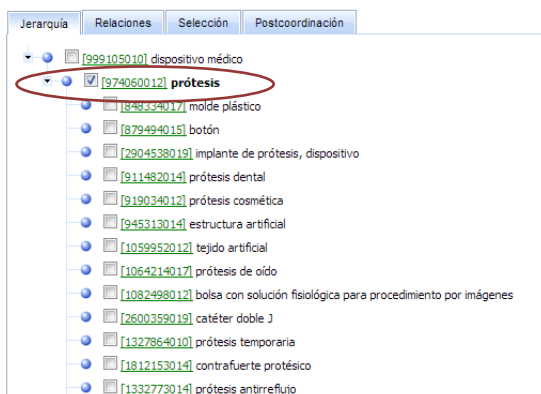 Jerarquía Relaciones Selección Postcoordinación
[999105010] dispositivo médico
[974060012] prótesis
[848334017] molde plástico
[879494015] botón
[2904538019] implante de prótesis, dispositivo
[911482014] prótesis dental
[919034012] prótesis cosmética
[945313014] estructura artificial
[1059952012] tejido artificial
[1064214017] prótesis de oído
[1082498012] bolsa con solución fisiológica para procedimiento por imágenes
[2600359019] catéter doble J
[1327864010] prótesis temporaria
[1812153014] contrafuerte protésico
[1332773014] prótesis antirreflujo